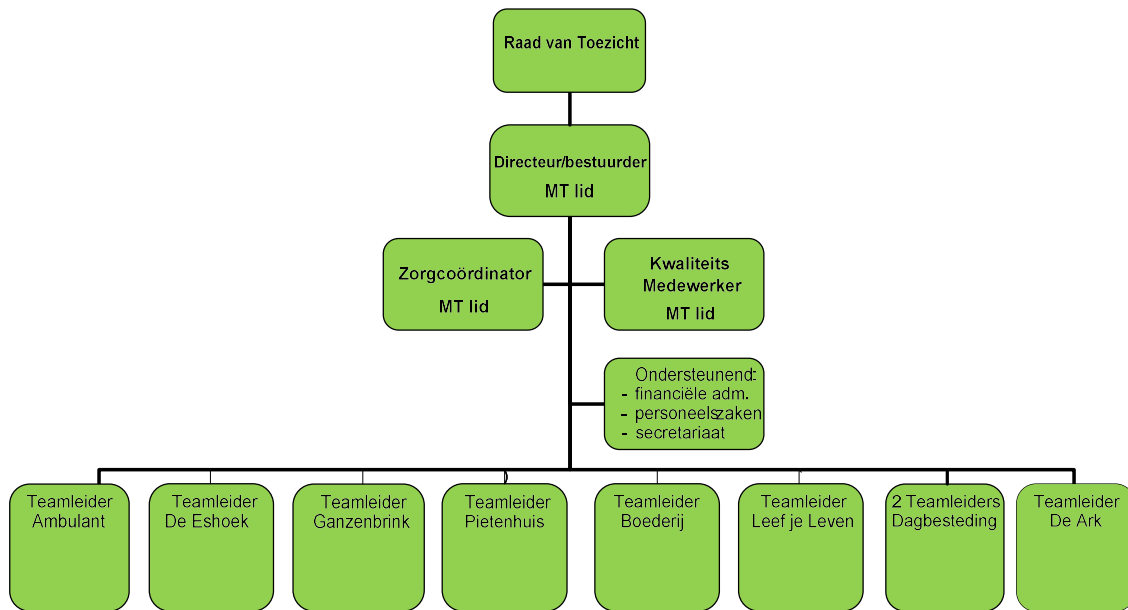 Raad van Toezicht
Directeur/bestuurder
MT lid
Zorgcoördinator
MT lid
Kwaliteits
Medewerker
MT lid
Ondersteunend:
- financiële adm.
- personeelszaken
- secretariaat
Teamleider
Ambulant
Teamleider
De Eshoek
Teamleider
Ganzenbrink
Teamleider
Pietenhuis
Teamleider
Boederij
Teamleider
Leef je Leven
2 Teamleiders
Dagbesteding
Teamleider
De Ark